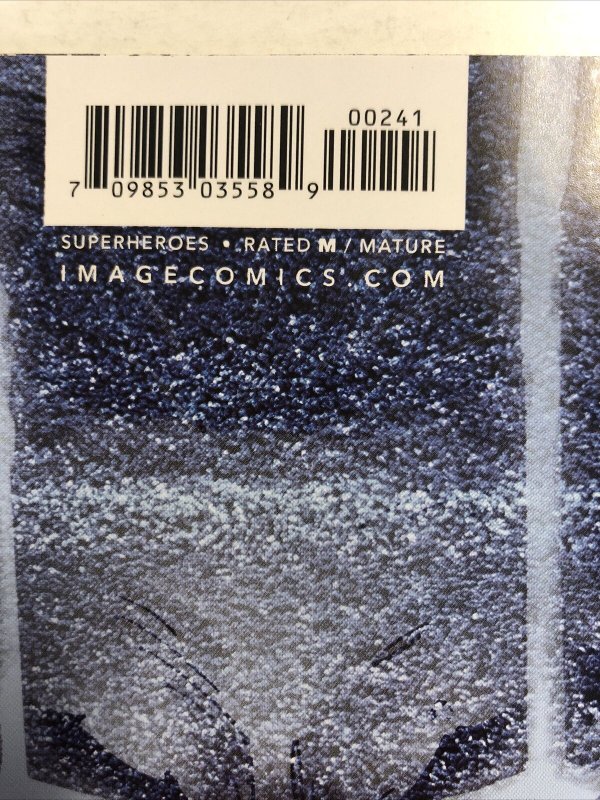 00241
7 09853 03558 9
SUPERHEROES • RATED M / MATURE
IMAGECOMICS.COM